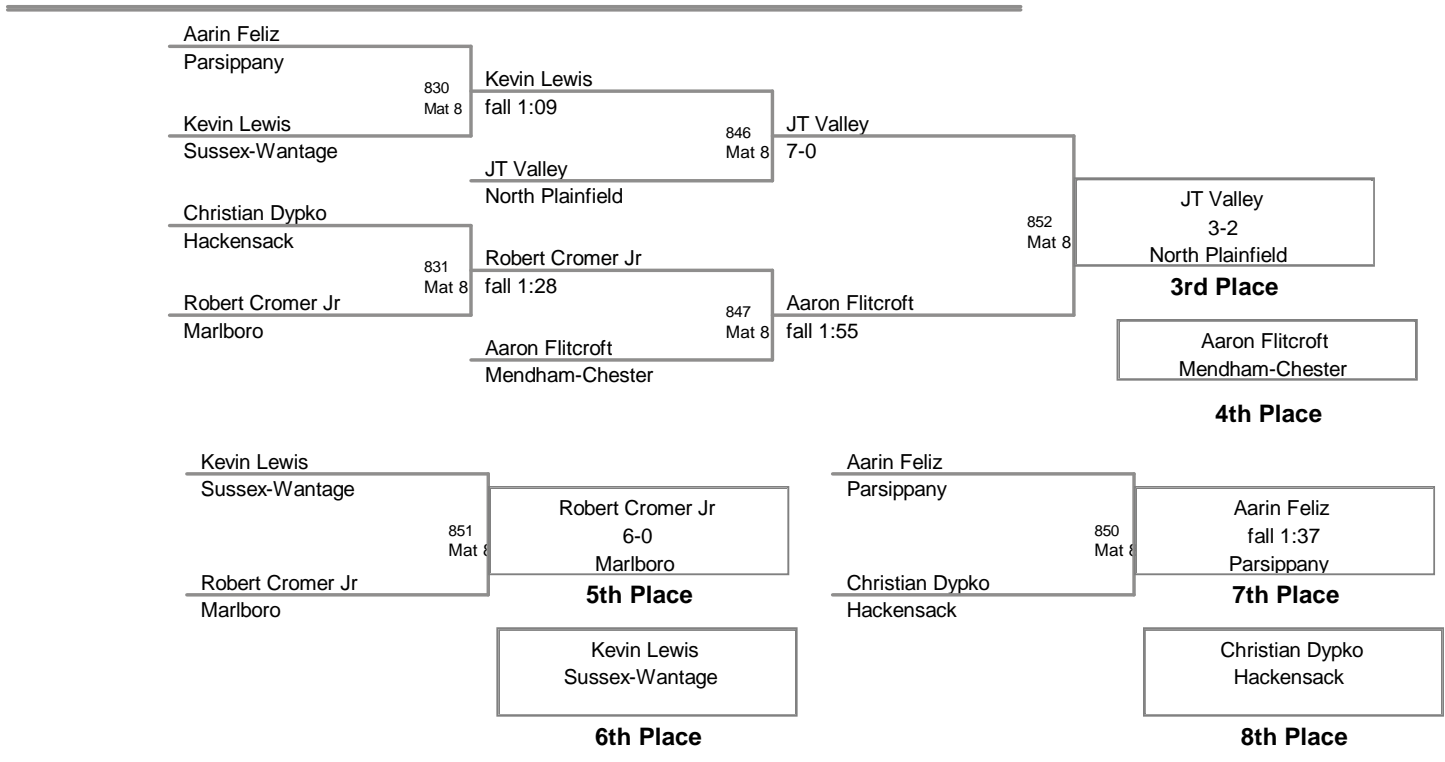 Aarin Feliz
Parsippany
830
Mat 8
Kevin Lewis
fall 1:09
Kevin Lewis
Sussex-Wantage
846
Mat 8
JT Valley
7-0
JT Valley
North Plainfield
Christian Dypko
Hackensack
831
Mat 8
Robert Cromer Jr
fall 1:28
Robert Cromer Jr
Marlboro
847
Mat 8
Aaron Flitcroft
fall 1:55
Aaron Flitcroft
Mendham-Chester
852
Mat 8
JT Valley
3-2
North Plainfield
3rd Place
Aaron Flitcroft
Mendham-Chester
4th Place
Kevin Lewis
Sussex-Wantage
851
Mat 8
Robert Cromer Jr
Marlboro
Robert Cromer Jr
6-0
Marlboro
5th Place
Kevin Lewis
Sussex-Wantage
6th Place
Aarin Feliz
Parsippany
850
Mat 8
Christian Dypko
Hackensack
Aarin Feliz
fall 1:37
Parsippany
7th Place
Christian Dypko
Hackensack
8th Place